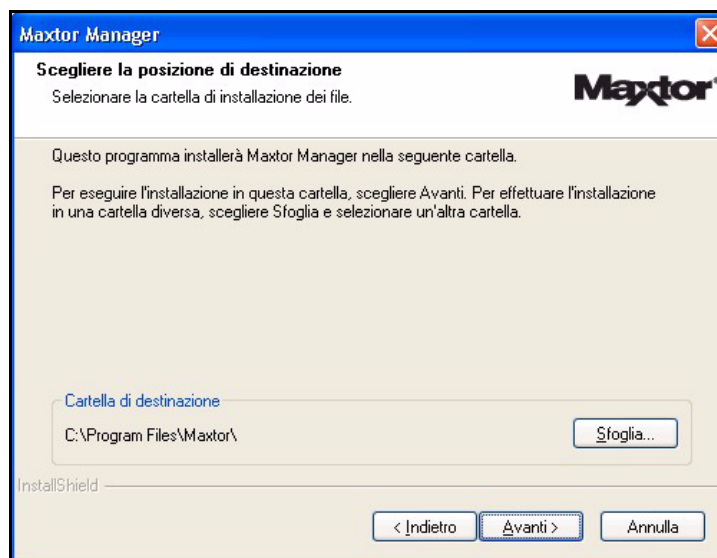 Maxtor Manager
Scegliere la posizione di destinazione
Selezionare la cartella di installazione dei file.
Maxtor
Questo programma installerà Maxtor Manager nella seguente cartella.
Per eseguire l'installazione in questa cartella, scegliere Avanti. Per effettuare l'installazione
in una cartella diversa, scegliere Sfoglia e selezionare un'altra cartella.
Cartella di destinazione
C:\Program Files\Maxtor\
Sfoglia...
InstallShield
< Indietro
Avanti >
Annulla